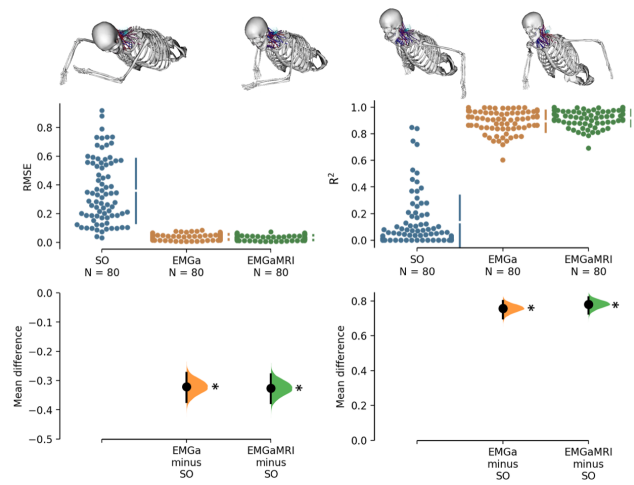 0.8
0.6
0.4
0.2
0.0
RMSE
SO
N = 80
EMGa
N = 80
EMGaMRI
N = 80
1.0
0.8
0.6
0.4
0.2
0.0
R²
SO
N = 80
EMGa
N = 80
EMGaMRI
N = 80
0.0
−0.1
−0.2
−0.3
−0.4
−0.5
Mean difference
*
*
EMGa
minus
SO
EMGaMRI
minus
SO
0.8
0.6
0.4
0.2
0.0
Mean difference
*
*
EMGa
minus
SO
EMGaMRI
minus
SO